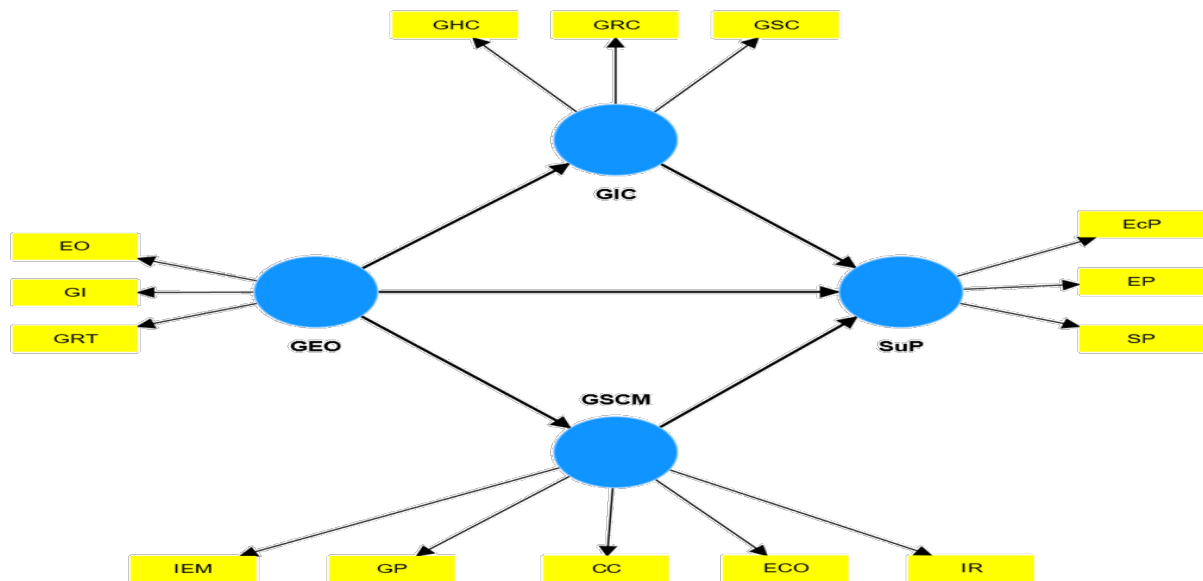 GHC
GRC
GSC
GIC
EO
GI
GRT
GEO
EcP
EP
SP
SuP
GSCM
IEM
GP
CC
ECO
IR